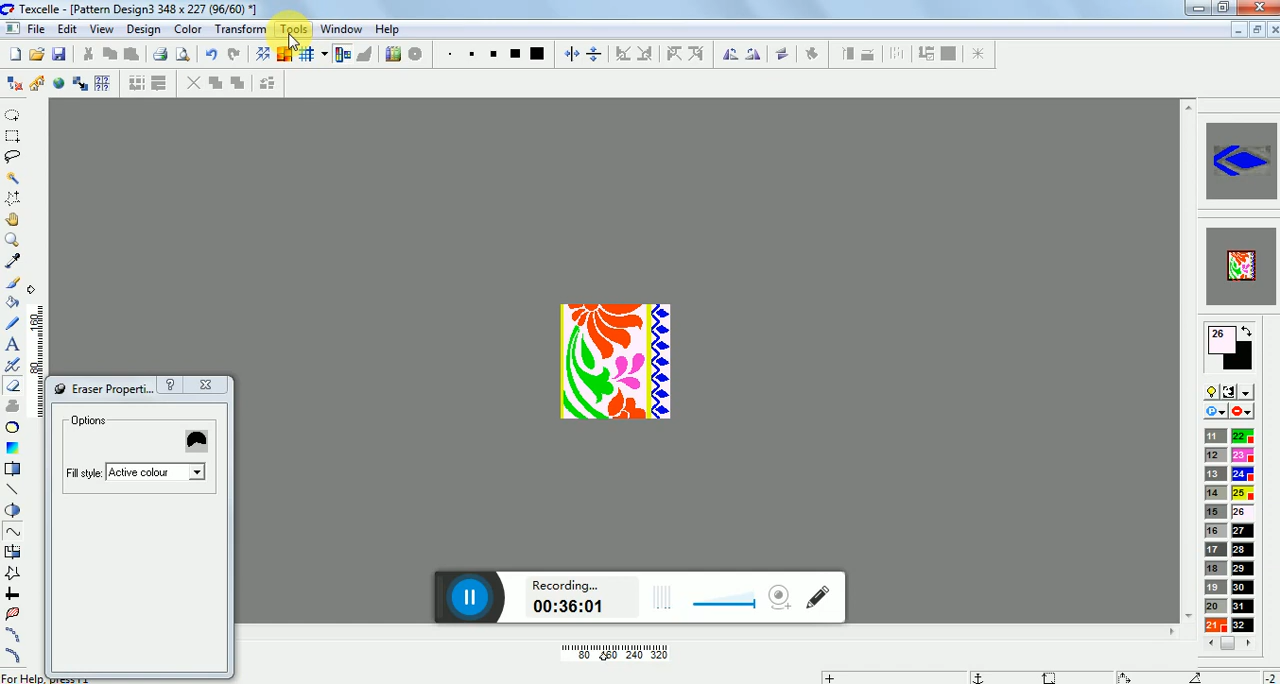 Texcelle - [Pattern Design3 348 x 227 (96/60) *]
File Edit View Design Color Transform Tools Window Help
160
80
Eraser Properti... ?
Options
Fill style: Active colour
Recording...
00:36:01
80 160 240 320
26
11 22
12 23
13 24
14 25
15 26
16 27
17 28
18 29
19 30
20 31
21 32
For Help, press F1
-2